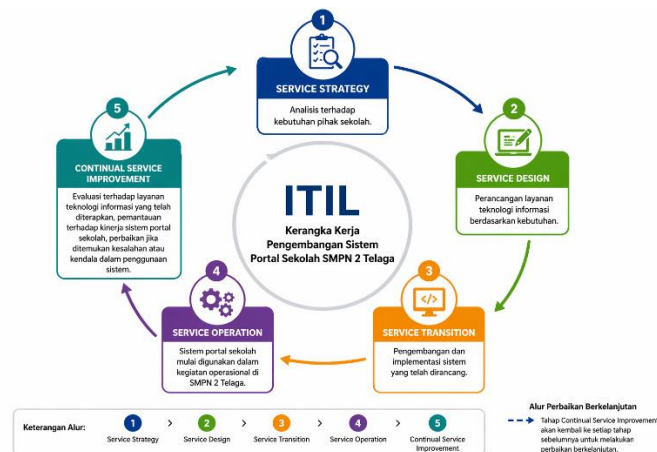 1
SERVICE STRATEGY
Analisis terhadap
kebutuhan pihak sekolah.
2
SERVICE DESIGN
Perancangan layanan
teknologi informasi
berdasarkan kebutuhan.
3
SERVICE TRANSITION
Pengembangan dan
implementasi sistem
yang telah dirancang.
4
SERVICE OPERATION
Sistem portal sekolah
mulai digunakan dalam
kegiatan operasional di
SMPN 2 Telaga.
5
CONTINUAL SERVICE
IMPROVEMENT
Evaluasi terhadap layanan
teknologi informasi yang telah
diterapkan, pemantauan
terhadap kinerja sistem portal
sekolah, perbaikan jika
ditemukan kesalahan atau
kendala dalam penggunaan
sistem.
ITIL
Kerangka Kerja
Pengembangan Sistem
Portal Sekolah SMPN 2 Telaga
Keterangan Alur:
1 > 2 > 3 > 4 > 5
Service Strategy
Service Design
Service Transition
Service Operation
Continual Service
Improvement
Alur Perbaikan Berkelanjutan
Tahap Continual Service Improvement
akan kembali ke setiap tahap
sebelumnya untuk melakukan
perbaikan berkelanjutan.